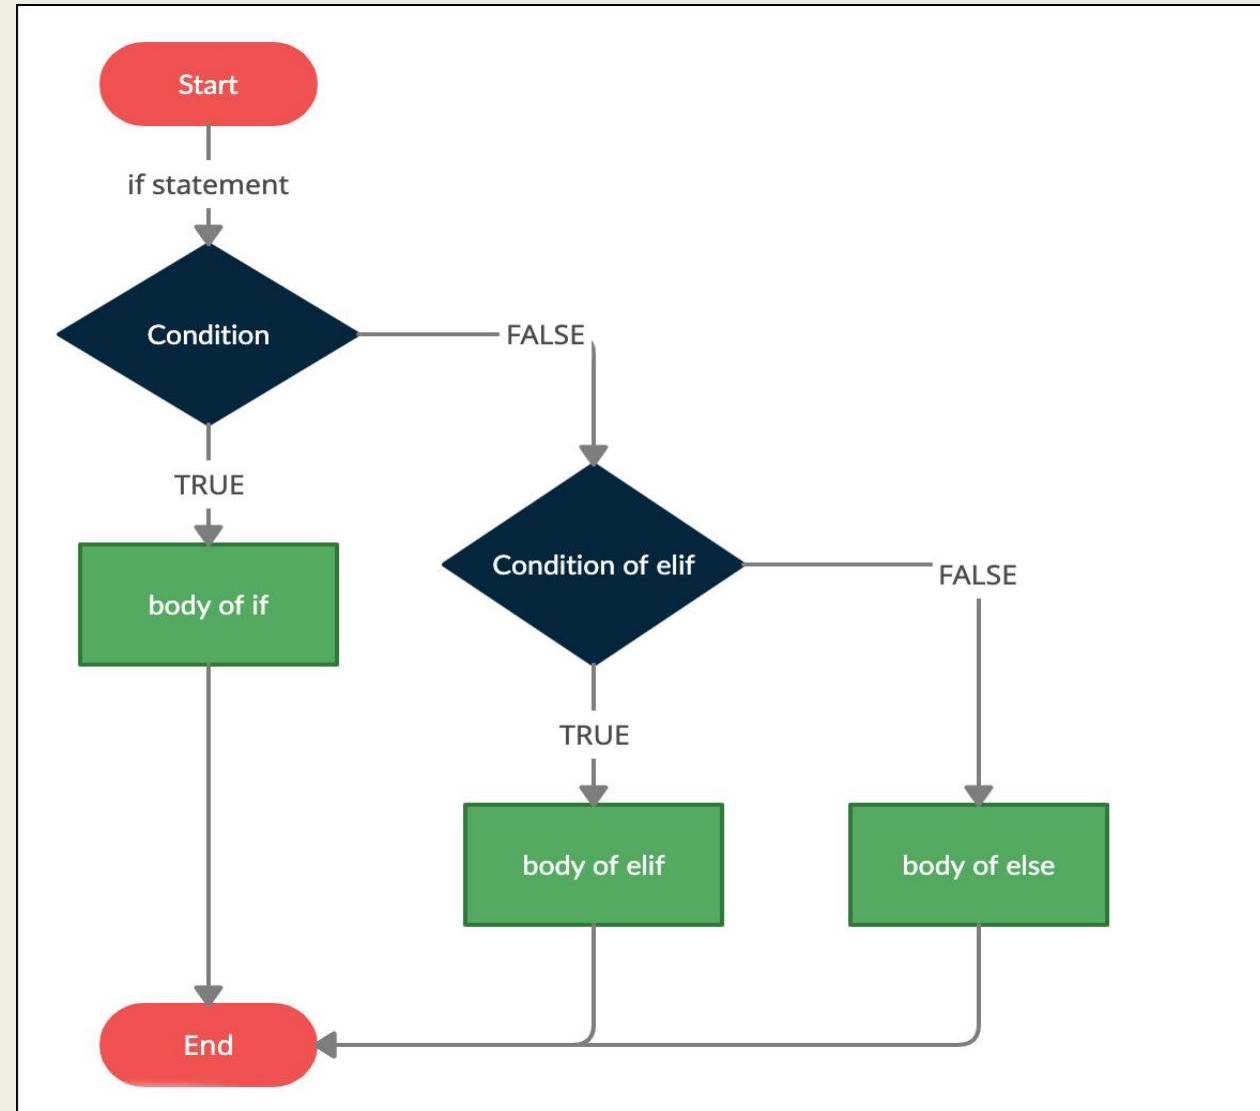 Start
if statement
Condition
FALSE
TRUE
body of if
Condition of elif
FALSE
TRUE
body of elif
body of else
End